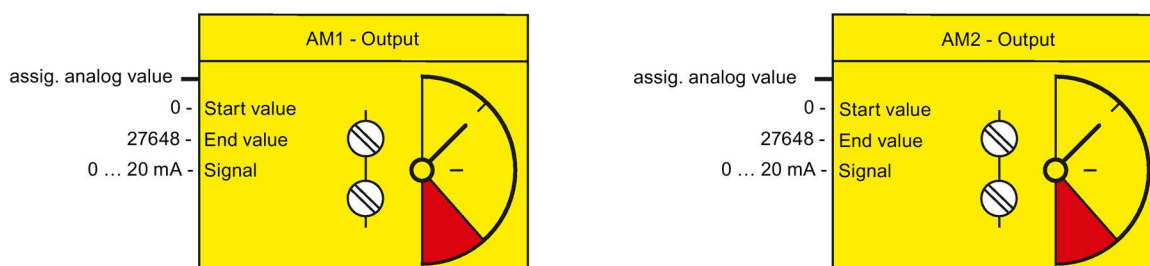 AM1 - Output
assig. analog value
0 - Start value
27648 - End value
0 … 20 mA - Signal
AM2 - Output
assig. analog value
0 - Start value
27648 - End value
0 … 20 mA - Signal